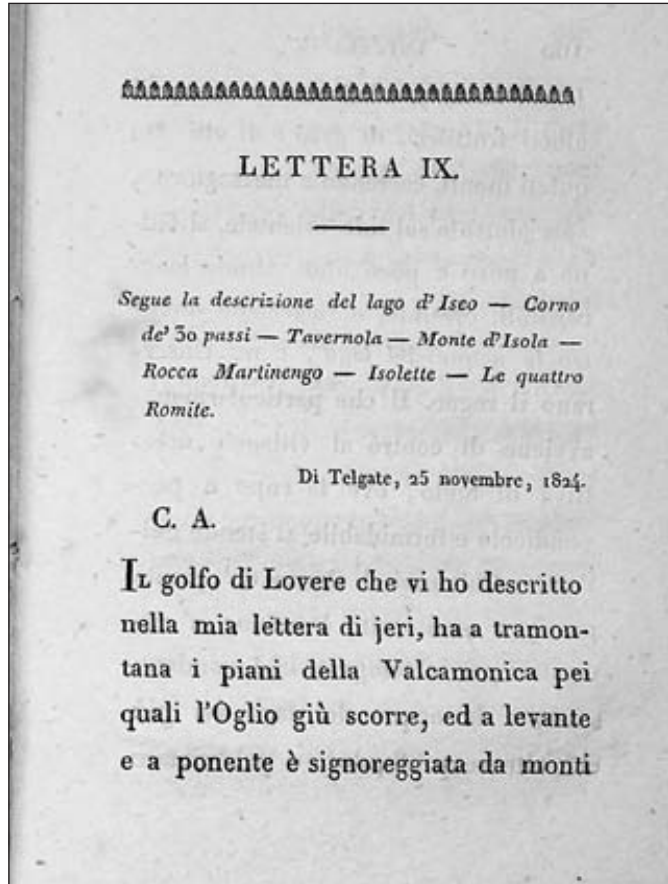 LETTERA IX.
Segue la descrizione del lago d'Iseo — Corno
de' 30 passi — Tavernola — Monte d'Isola —
Rocca Martinengo — Isolette — Le quattro
Romite.
Di Telgate, 25 novembre, 1824.
C. A.
IL golfo di Lovere che vi ho descritto
nella mia lettera di jeri, ha a tramon-
tana i piani della Valcamonica pei
quali l'Oglio giù scorre, ed a levante
e a ponente è signoreggiata da monti